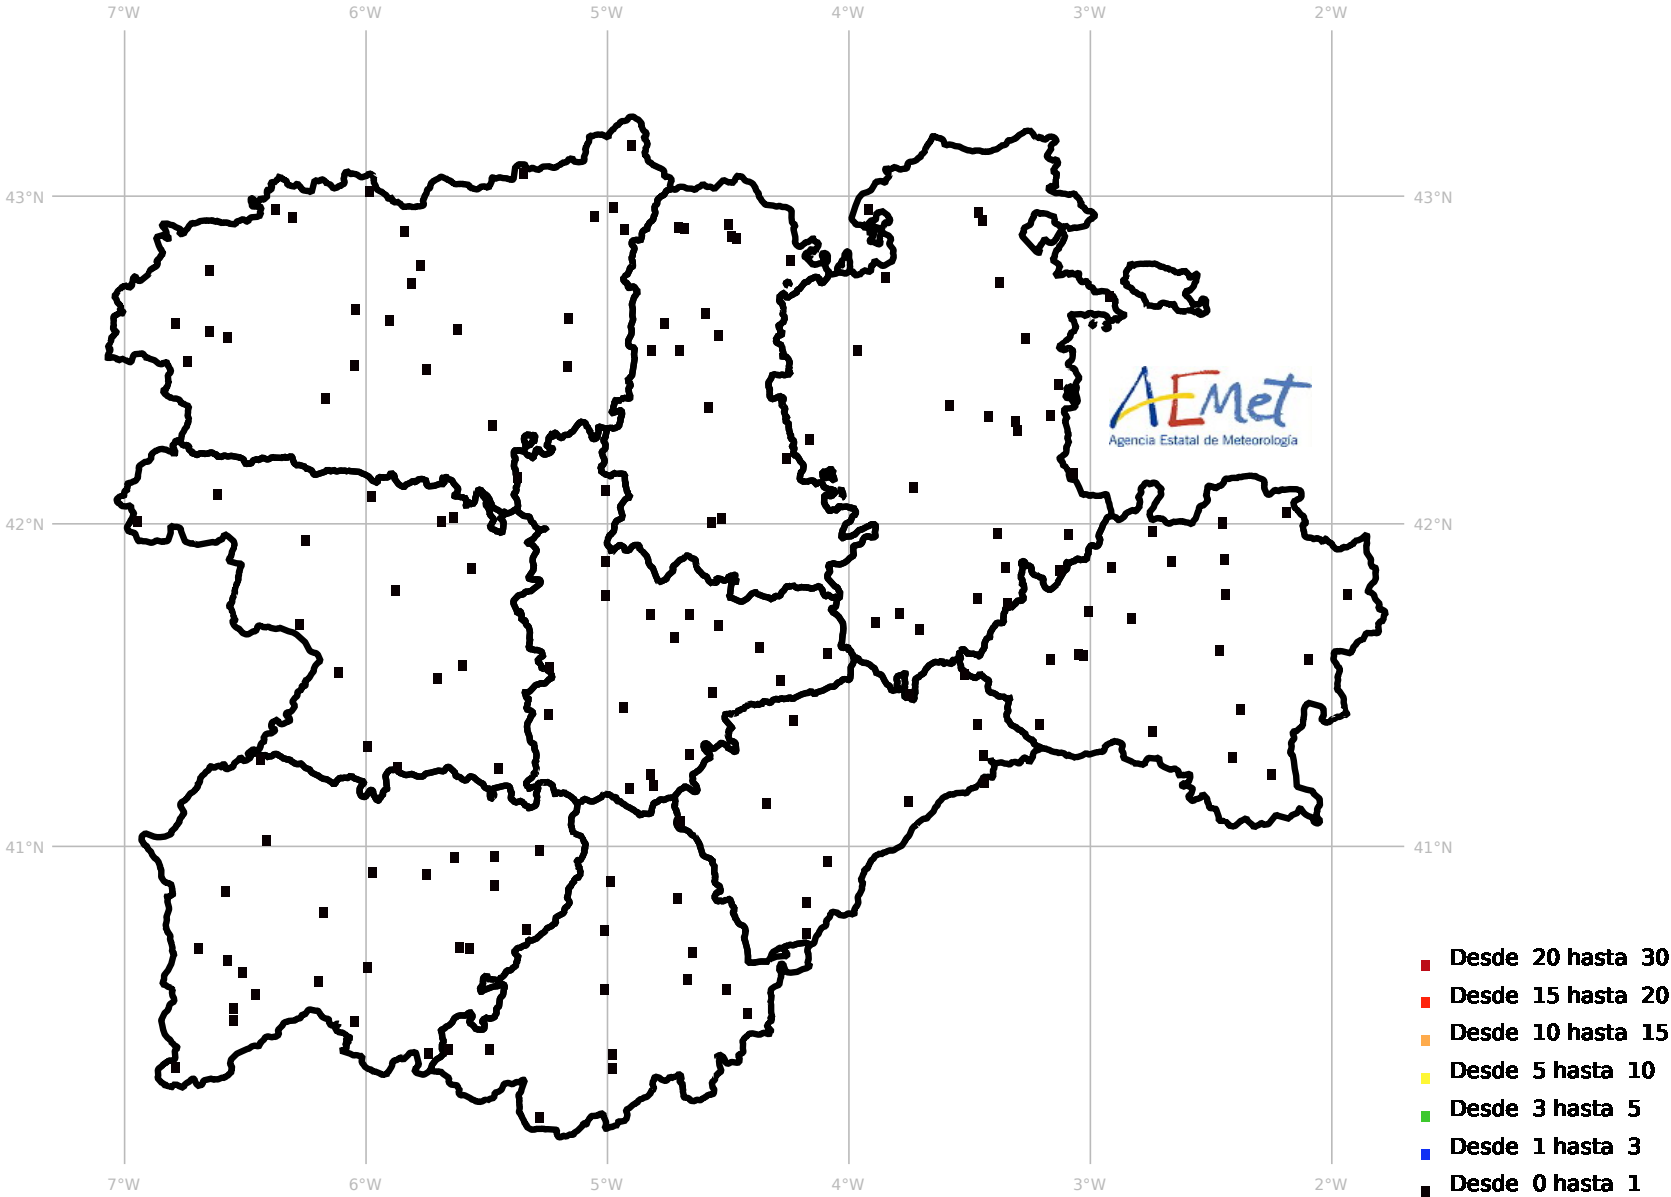 7°W 6°W 5°W 4°W 3°W 2°W
43°N 43°N
AEMet
Agencia Estatal de Meteorología
42°N 42°N
41°N 41°N
Desde 20 hasta 30
Desde 15 hasta 20
Desde 10 hasta 15
Desde 5 hasta 10
Desde 3 hasta 5
Desde 1 hasta 3
Desde 0 hasta 1
7°W 6°W 5°W 4°W 3°W 2°W